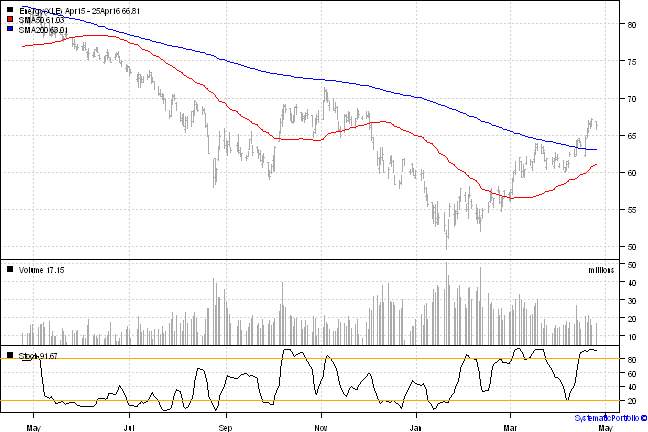 Energy(XLE) Apr15 - 25Apr16 66.81
SMA50 61.03
SMA200 63.01
80
75
70
65
60
55
50
Volume 17.15
millions
50
40
30
20
10
Stoch 91.67
80
60
40
20
May
Jul
Sep
Nov
Jan
Mar
May
SystematicPortfolio ©